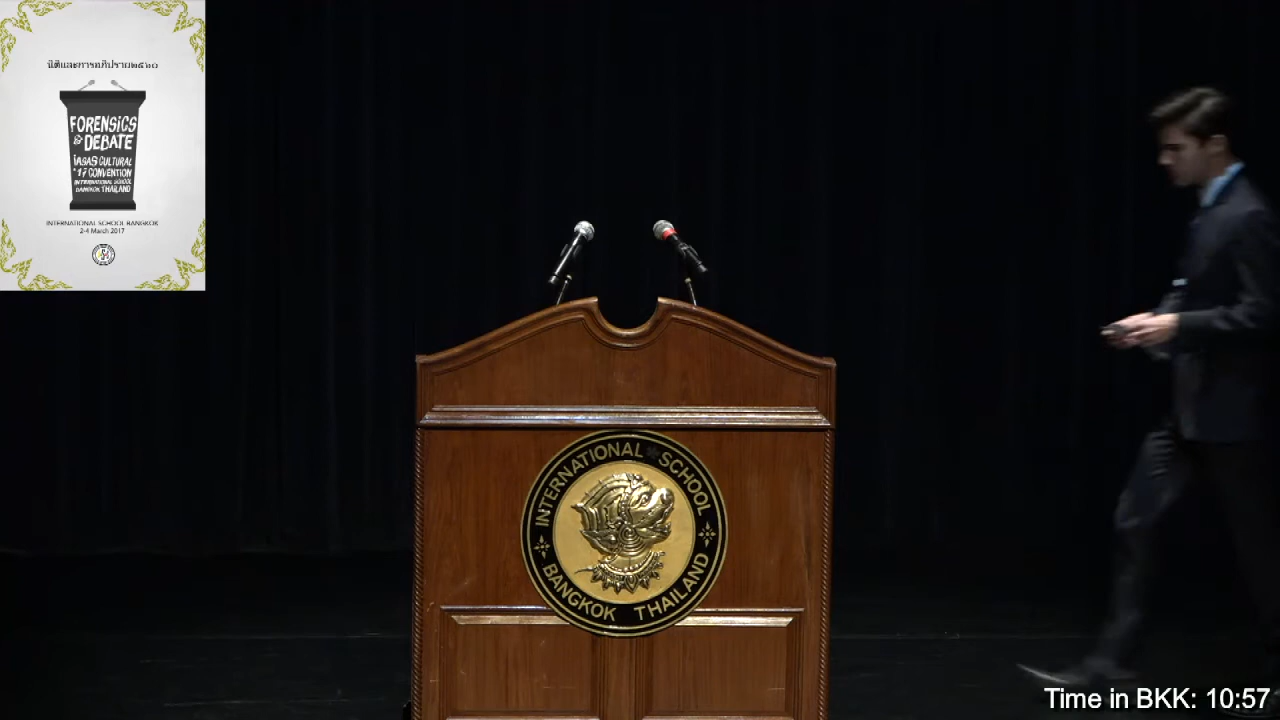 นิติและการอภิปราย๒๕๖๐
FORENSICS
& DEBATE
IASAS CULTURAL
'17 CONVENTION
INTERNATIONAL SCHOOL
BANGKOK THAILAND
INTERNATIONAL SCHOOL BANGKOK
2-4 March 2017
INTERNATIONAL SCHOOL
BANGKOK THAILAND
Time in BKK: 10:57